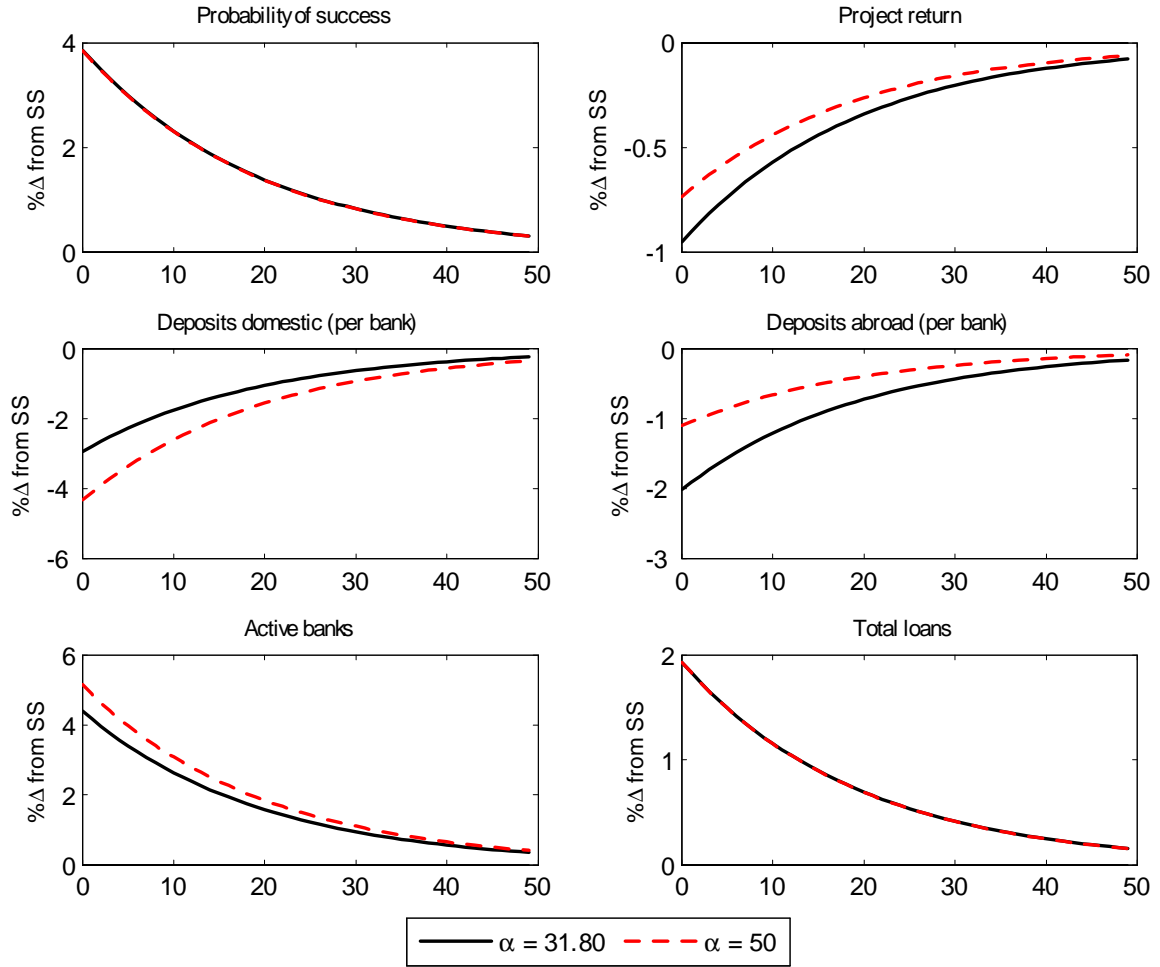 Probability of success
%Δ from SS
4
2
0
0 10 20 30 40 50
Project return
%Δ from SS
0
-0.5
-1
0 10 20 30 40 50
Deposits domestic (per bank)
%Δ from SS
0
-2
-4
-6
0 10 20 30 40 50
Deposits abroad (per bank)
%Δ from SS
0
-1
-2
-3
0 10 20 30 40 50
Active banks
%Δ from SS
6
4
2
0
0 10 20 30 40 50
Total loans
%Δ from SS
2
1
0
0 10 20 30 40 50
α = 31.80 α = 50